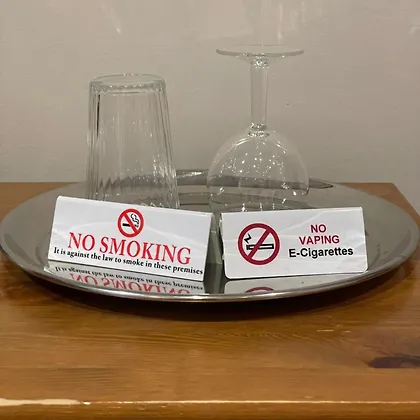 NO SMOKING
It is against the law to smoke in these premises
NO
VAPING
E-Cigarettes